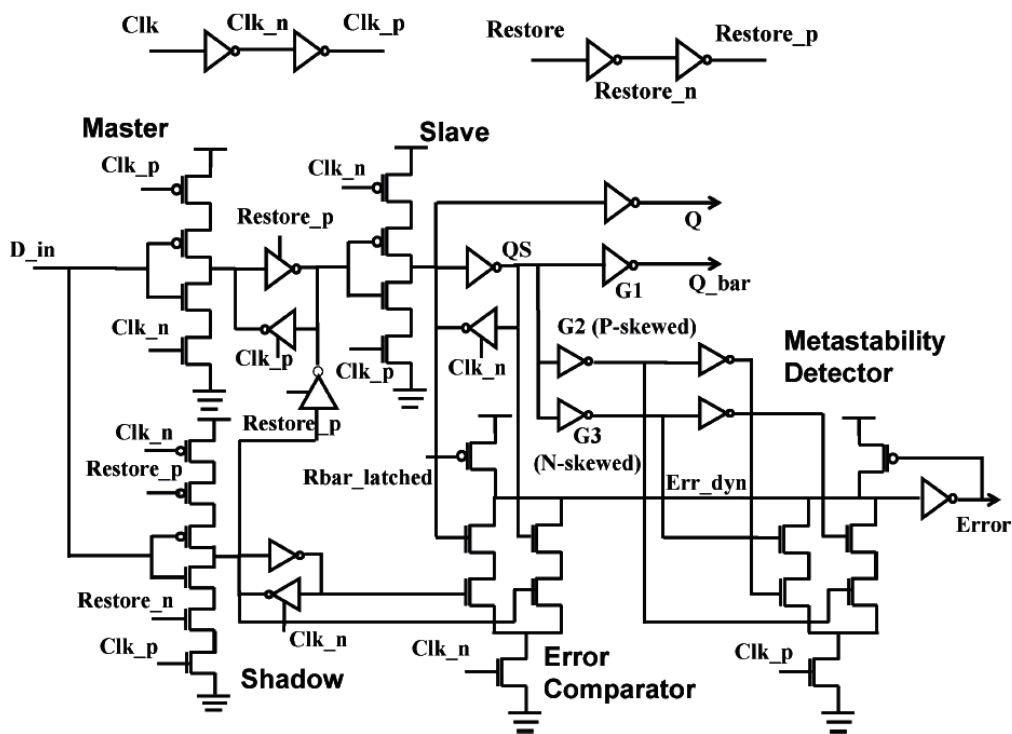 Clk
Clk_n
Clk_p
Restore
Restore_p
Restore_n
Master
Slave
Clk_p
Clk_n
Restore_p
D_in
Q
QS
G1
Q_bar
Clk_n
Clk_p
Clk_p
Clk_n
G2 (P-skewed)
Metastability
Detector
Restore_p
Clk_n
Restore_p
G3
(N-skewed)
Rbar_latched
Err_dyn
Error
Restore_n
Clk_n
Clk_p
Shadow
Clk_n
Error
Comparator
Clk_p